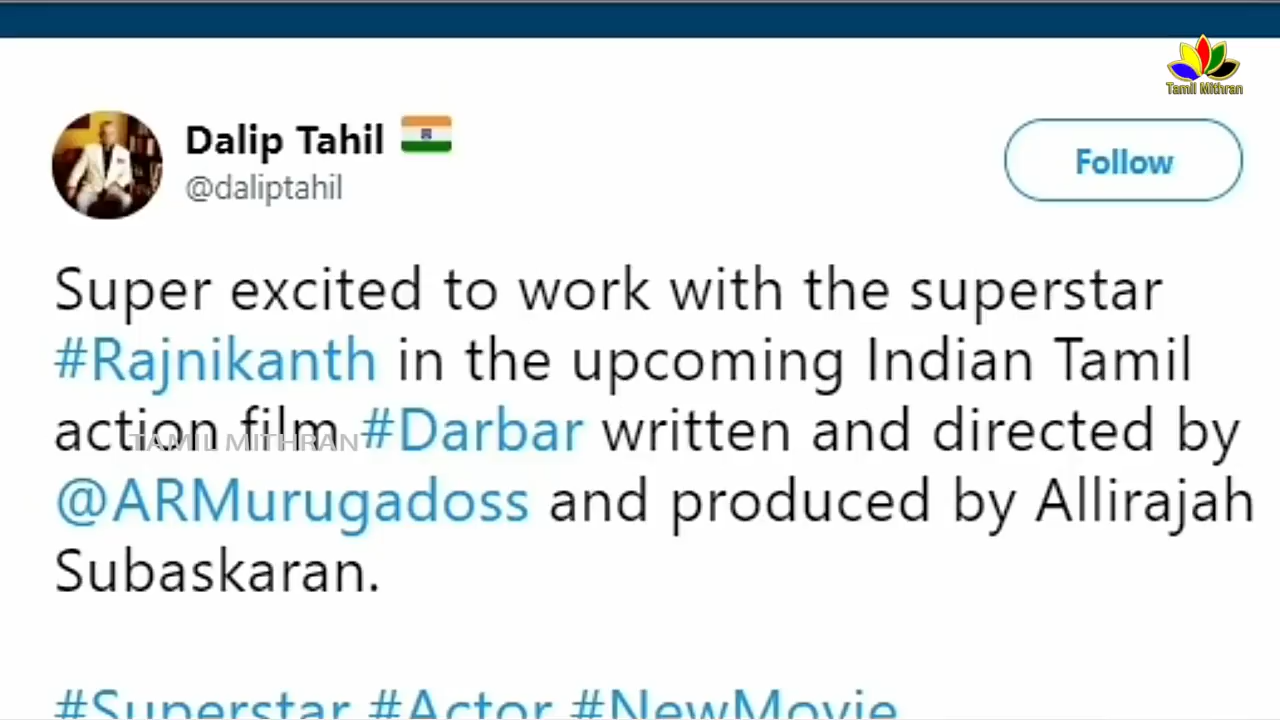 Tamil Mithran
Dalip Tahil
@daliptahil
Follow
Super excited to work with the superstar
#Rajnikanth in the upcoming Indian Tamil
action film #Darbar written and directed by
TAMIL MITHRAN
@ARMurugadoss and produced by Allirajah
Subaskaran.
#Superstar #Actor #NewMovie